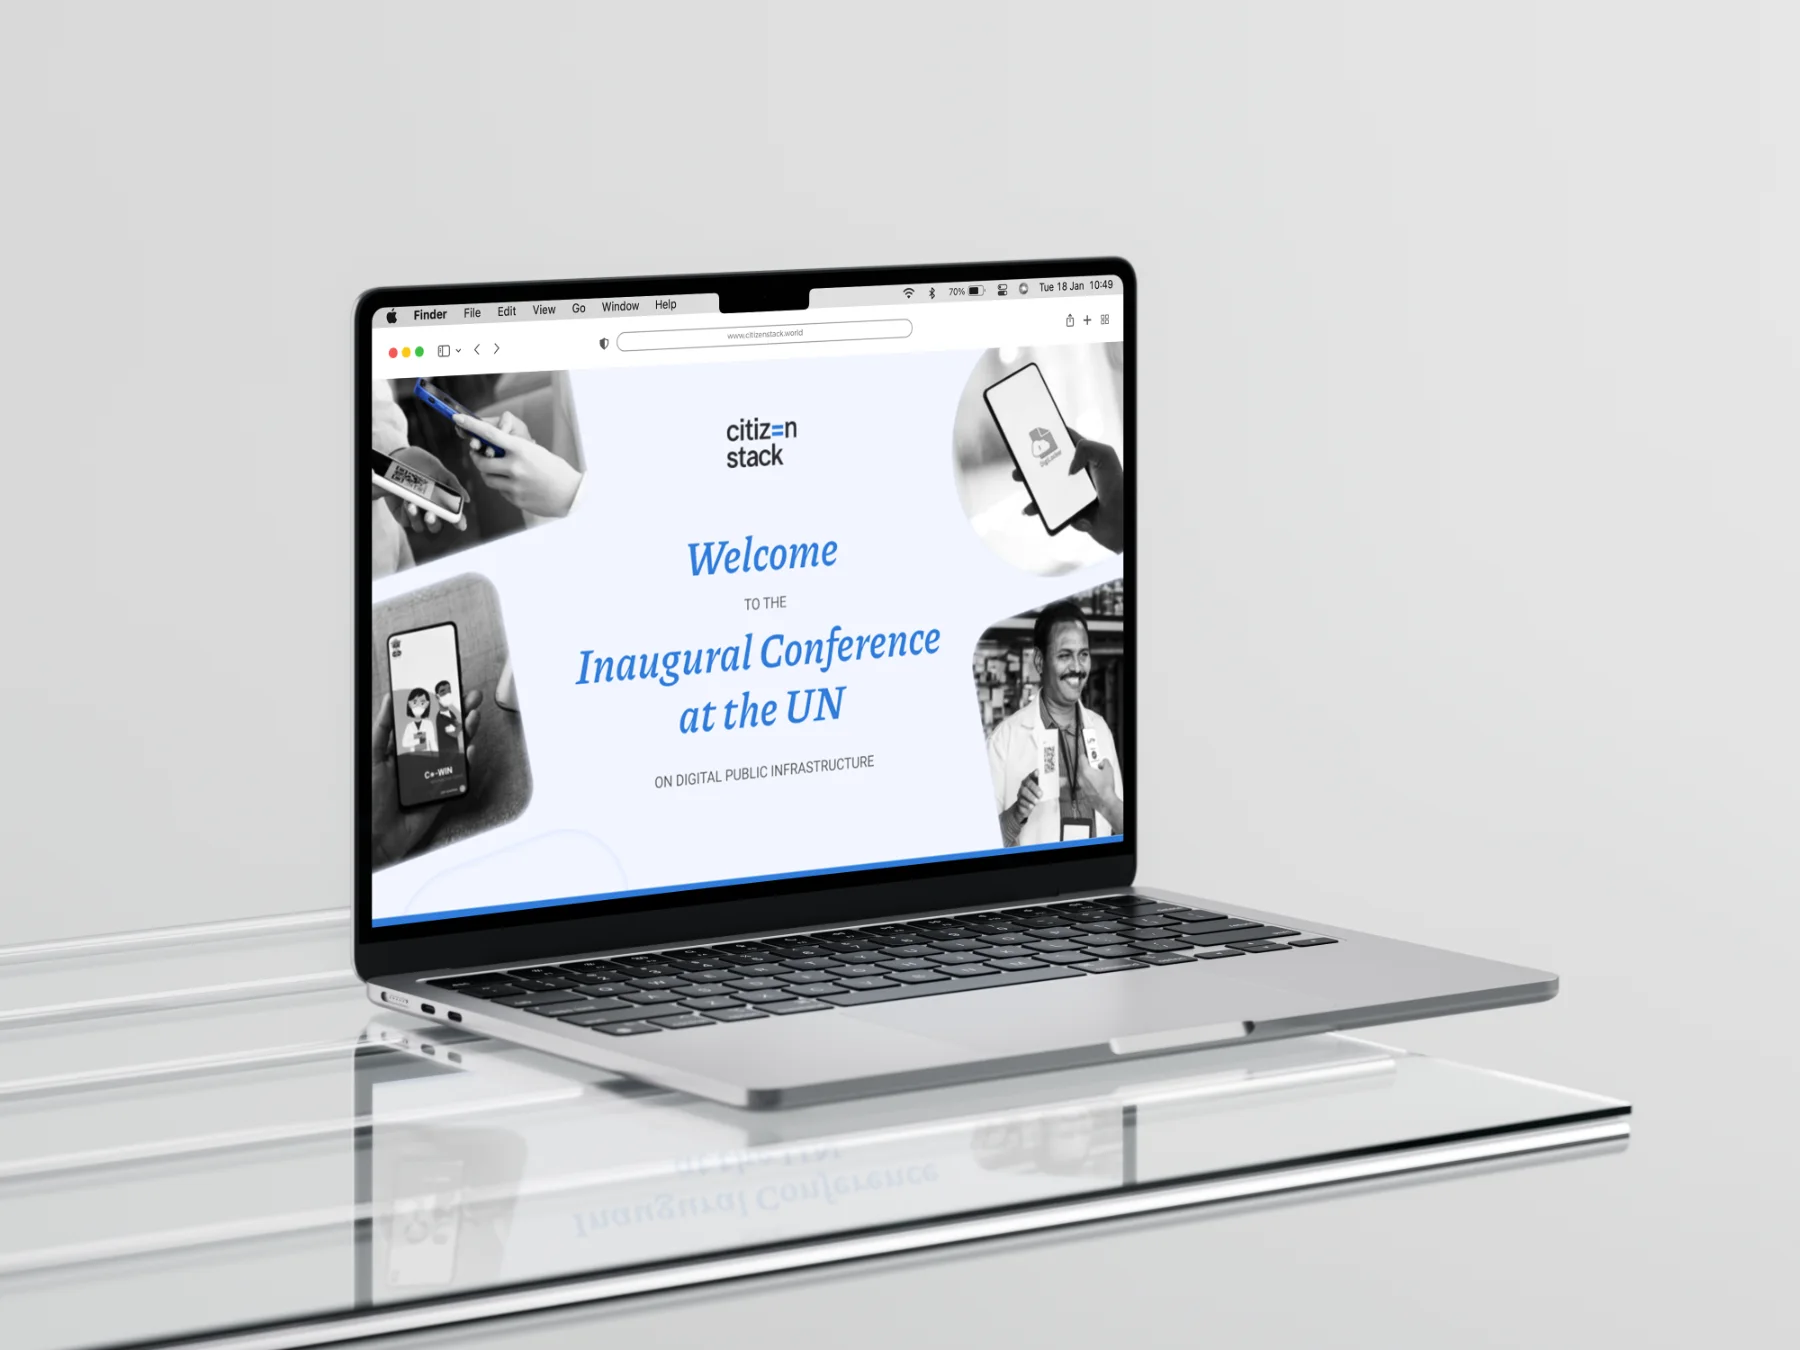 Finder File Edit View Go Window Help
70% Tue 18 Jan 10:49
www.citizenstack.world
citiz=n
stack
Welcome
TO THE
Inaugural Conference
at the UN
ON DIGITAL PUBLIC INFRASTRUCTURE
DigiLocker
Co-WIN